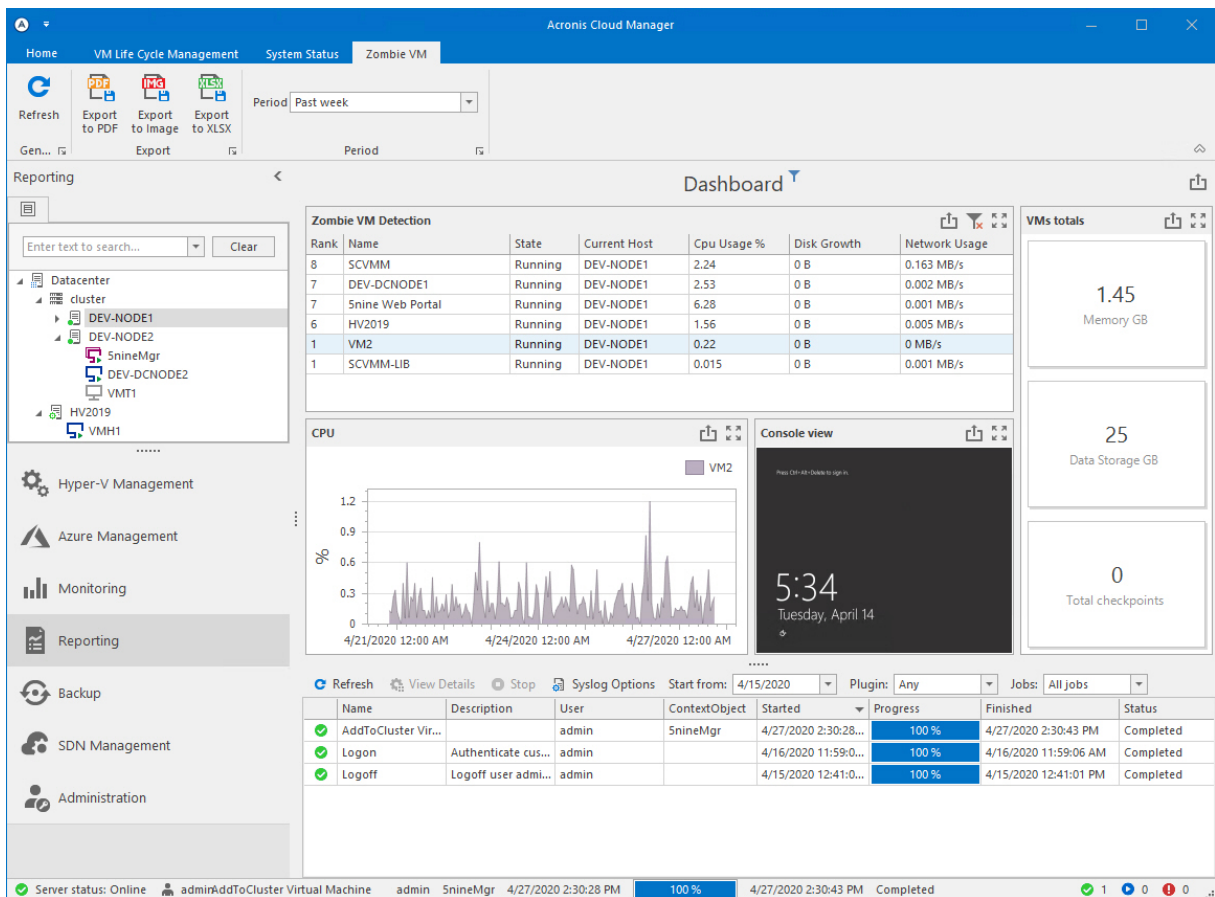 Acronis Cloud Manager
Home VM Life Cycle Management System Status Zombie VM
Refresh
PDF
Export to PDF
IMG
Export to Image
XLSX
Export to XLSX
Period Past week
Gen... Export Period
Reporting
Enter text to search... Clear
Datacenter
cluster
DEV-NODE1
DEV-NODE2
5nineMgr
DEV-DCNODE2
VMT1
HV2019
VMH1
Hyper-V Management
Azure Management
Monitoring
Reporting
Backup
SDN Management
Administration
Dashboard
Zombie VM Detection
Rank Name State Current Host Cpu Usage % Disk Growth Network Usage
8 SCVMM Running DEV-NODE1 2.24 0 B 0.163 MB/s
7 DEV-DCNODE1 Running DEV-NODE1 2.53 0 B 0.002 MB/s
7 5nine Web Portal Running DEV-NODE1 6.28 0 B 0.001 MB/s
6 HV2019 Running DEV-NODE1 1.56 0 B 0.005 MB/s
1 VM2 Running DEV-NODE1 0.22 0 B 0 MB/s
1 SCVMM-LIB Running DEV-NODE1 0.015 0 B 0.001 MB/s
VMs totals
1.45
Memory GB
25
Data Storage GB
0
Total checkpoints
CPU
VM2
%
1.2
0.9
0.6
0.3
0
4/21/2020 12:00 AM 4/24/2020 12:00 AM 4/27/2020 12:00 AM
Console view
Press Ctrl+Alt+Delete to sign in.
5:34
Tuesday, April 14
Refresh View Details Stop Syslog Options Start from: 4/15/2020 Plugin: Any Jobs: All jobs
Name Description User ContextObject Started Progress Finished Status
AddToCluster Vir... admin 5nineMgr 4/27/2020 2:30:28... 100 % 4/27/2020 2:30:43 PM Completed
Logon Authenticate cus... admin 4/16/2020 11:59:0... 100 % 4/16/2020 11:59:06 AM Completed
Logoff Logoff user admi... admin 4/15/2020 12:41:0... 100 % 4/15/2020 12:41:01 PM Completed
Server status: Online admin AddToCluster Virtual Machine admin 5nineMgr 4/27/2020 2:30:28 PM 100 % 4/27/2020 2:30:43 PM Completed 1 0 0